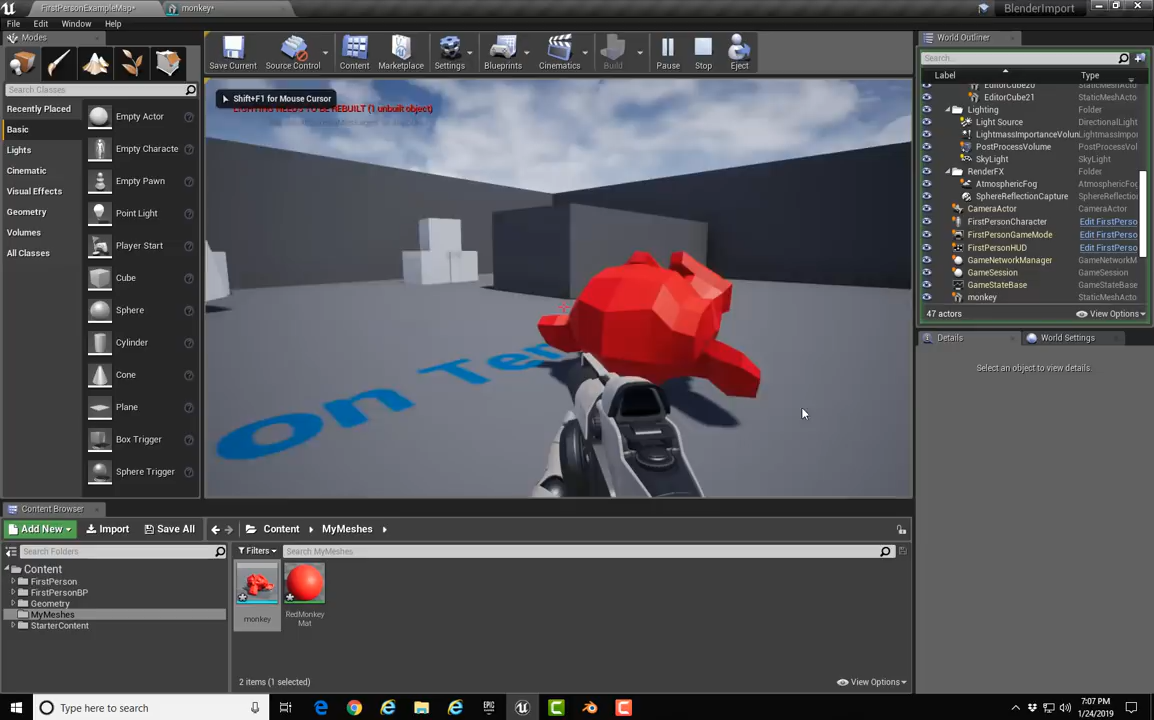 FirstPersonExampleMap*
monkey*
BlenderImport
File Edit Window Help
Modes
Search Classes
Recently Placed
Basic
Lights
Cinematic
Visual Effects
Geometry
Volumes
All Classes
Empty Actor
Empty Characte
Empty Pawn
Point Light
Player Start
Cube
Sphere
Cylinder
Cone
Plane
Box Trigger
Sphere Trigger
Save Current
Source Control
Content
Marketplace
Settings
Blueprints
Cinematics
Build
Pause
Stop
Eject
Shift+F1 for Mouse Cursor
LIGHTING NEEDS TO BE REBUILT (1 unbuilt object)
on Te
World Outliner
Search...
Label Type
EditorCube20 StaticMeshActo
EditorCube21 StaticMeshActo
Lighting Folder
Light Source DirectionalLight
LightmassImportanceVolun LightmassImpor
PostProcessVolume PostProcessVol
SkyLight SkyLight
RenderFX Folder
AtmosphericFog AtmosphericFog
SphereReflectionCapture SphereReflection
CameraActor CameraActor
FirstPersonCharacter Edit FirstPerso
FirstPersonGameMode Edit FirstPerso
FirstPersonHUD Edit FirstPerso
GameNetworkManager GameNetworkM
GameSession GameSession
GameStateBase GameStateBase
monkey StaticMeshActo
47 actors View Options
Details
World Settings
Select an object to view details.
Content Browser
Add New Import Save All Content MyMeshes
Search Folders
Filters Search MyMeshes
Content
FirstPerson
FirstPersonBP
Geometry
MyMeshes
StarterContent
monkey
RedMonkey
Mat
2 items (1 selected) View Options
Type here to search
EPIC
GAMES
7:07 PM
1/24/2019